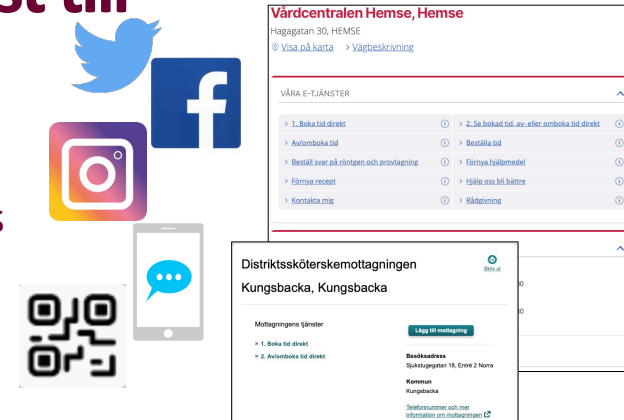 st till
Vårdcentralen Hemse, Hemse
Hagagatan 30, HEMSE
Visa på karta > Vägbeskrivning
VÅRA E-TJÄNSTER
> 1. Boka tid direkt
> 2. Se bokad tid, av- eller omboka tid direkt
> Av/omboka tid
> Beställa tid
> Beställ svar på röntgen och provtagning
> Förnya hjälpmedel
> Förnya recept
> Hjälp oss bli bättre
> Kontakta mig
> Rådgivning
s
Distriktssköterskemottagningen
Kungsbacka, Kungsbacka
Skriv ut
Mottagningens tjänster
» 1. Boka tid direkt
» 2. Av/omboka tid direkt
Lägg till mottagning
Besöksadress
Sjukstugegatan 18, Entré 2 Norra
Kommun
Kungsbacka
Telefonnummer och mer
information om mottagningen